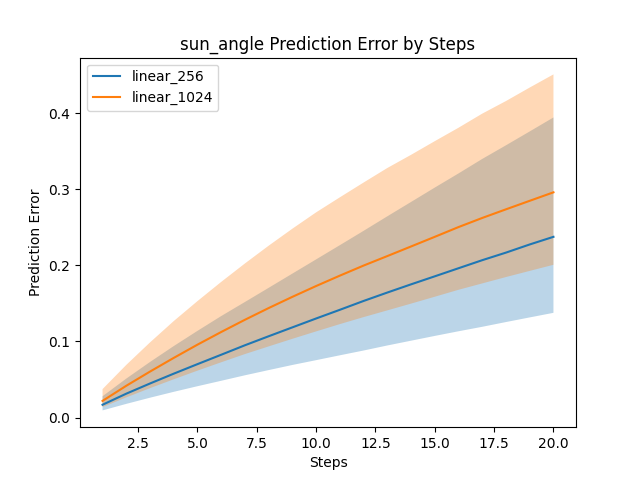 sun_angle Prediction Error by Steps
linear_256
linear_1024
Prediction Error
0.4
0.3
0.2
0.1
0.0
2.5 5.0 7.5 10.0 12.5 15.0 17.5 20.0
Steps